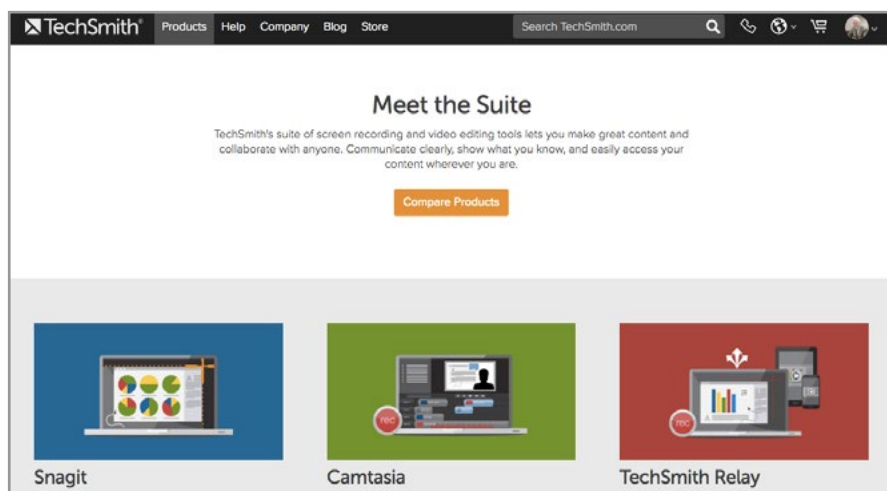 TechSmith® Products Help Company Blog Store Search TechSmith.com
Meet the Suite
TechSmith's suite of screen recording and video editing tools lets you make great content and
collaborate with anyone. Communicate clearly, show what you know, and easily access your
content wherever you are.
Compare Products
rec
rec
Snagit Camtasia TechSmith Relay